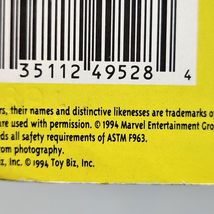 35112 49528 4
rs, their names and distinctive likenesses are trademarks of
are used with permission. © 1994 Marvel Entertainment Gro
eds all safety requirements of ASTM F963.
rom photography.
z, Inc. © 1994 Toy Biz, Inc.